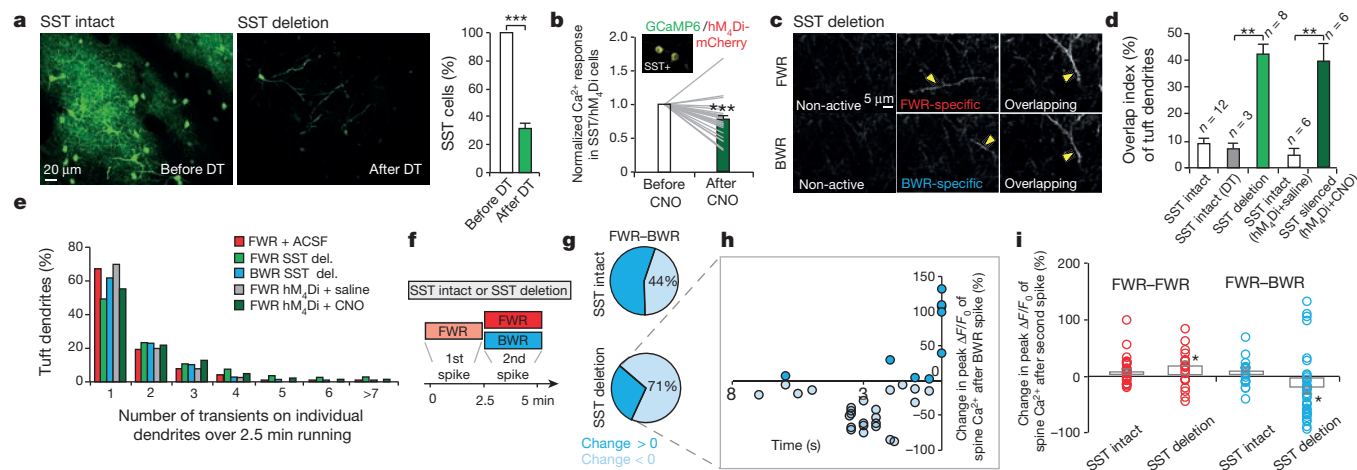 a
SST intact
SST deletion
20 μm
Before DT
After DT
***
SST cells (%)
100
80
60
40
20
0
Before DT
After DT
b
GCaMP6/hM4Di-
mCherry
SST+
***
Normalized Ca2+ response
in SST/hM4Di cells
2.0
1.5
1.0
0.5
0
Before
CNO
After
CNO
c
SST deletion
FWR
BWR
Non-active
5 μm
FWR-specific
Overlapping
Non-active
BWR-specific
Overlapping
d
Overlap index (%)
of tuft dendrites
50
40
30
20
10
0
n = 12
n = 3
n = 8
n = 6
n = 6
**
**
SST intact
SST intact (DT)
SST deletion
SST intact
(hM4Di+saline)
SST silenced
(hM4Di+CNO)
e
Tuft dendrites (%)
80
60
40
20
0
FWR + ACSF
FWR SST del.
BWR SST del.
FWR hM4Di + saline
FWR hM4Di + CNO
1
2
3
4
5
6
>7
Number of transients on individual
dendrites over 2.5 min running
f
SST intact or SST deletion
FWR
FWR
BWR
1st
spike
2nd
spike
0
2.5
5 min
g
FWR–BWR
SST intact
44%
SST deletion
71%
Change > 0
Change < 0
h
8
3
Time (s)
150
100
50
0
−50
−100
Change in peak ΔF/F0 of
spine Ca2+ after BWR spike (%)
i
Change in peak ΔF/F0 of
spine Ca2+ after second spike (%)
200
100
0
−100
FWR–FWR
FWR–BWR
*
*
SST intact
SST deletion
SST intact
SST deletion